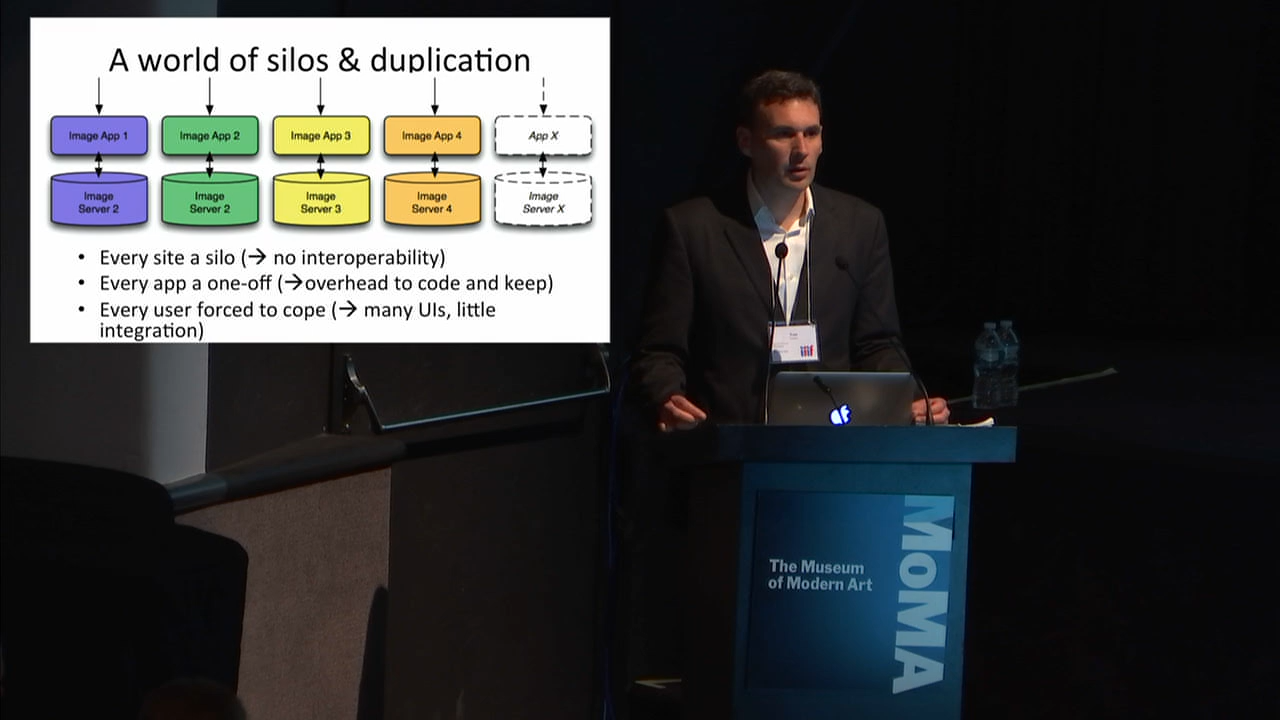 A world of silos & duplication
Image App 1
Image App 2
Image App 3
Image App 4
App X
Image
Server 2
Image
Server 2
Image
Server 3
Image
Server 4
Image
Server X
• Every site a silo (→ no interoperability)
• Every app a one-off (→overhead to code and keep)
• Every user forced to cope (→ many UIs, little
integration)
iiif
The Museum
of Modern Art
MoMA